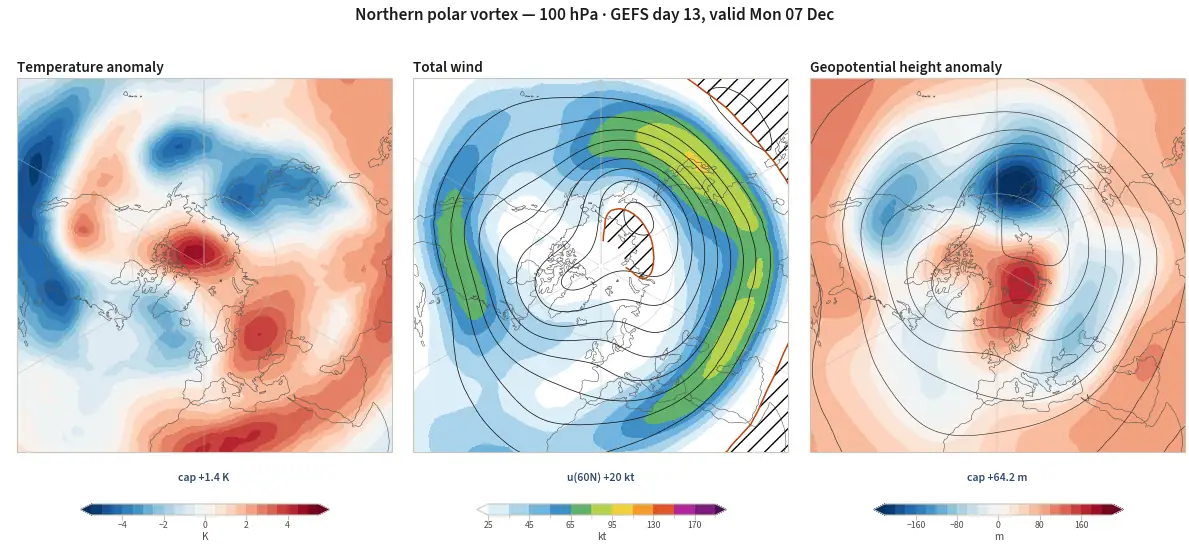 Northern polar vortex — 100 hPa · GEFS day 13, valid Mon 07 Dec
Temperature anomaly
Total wind
Geopotential height anomaly
cap +1.4 K
u(60N) +20 kt
cap +64.2 m
−4 −2 0 2 4
K
25 45 65 95 130 170
kt
−160 −80 0 80 160
m